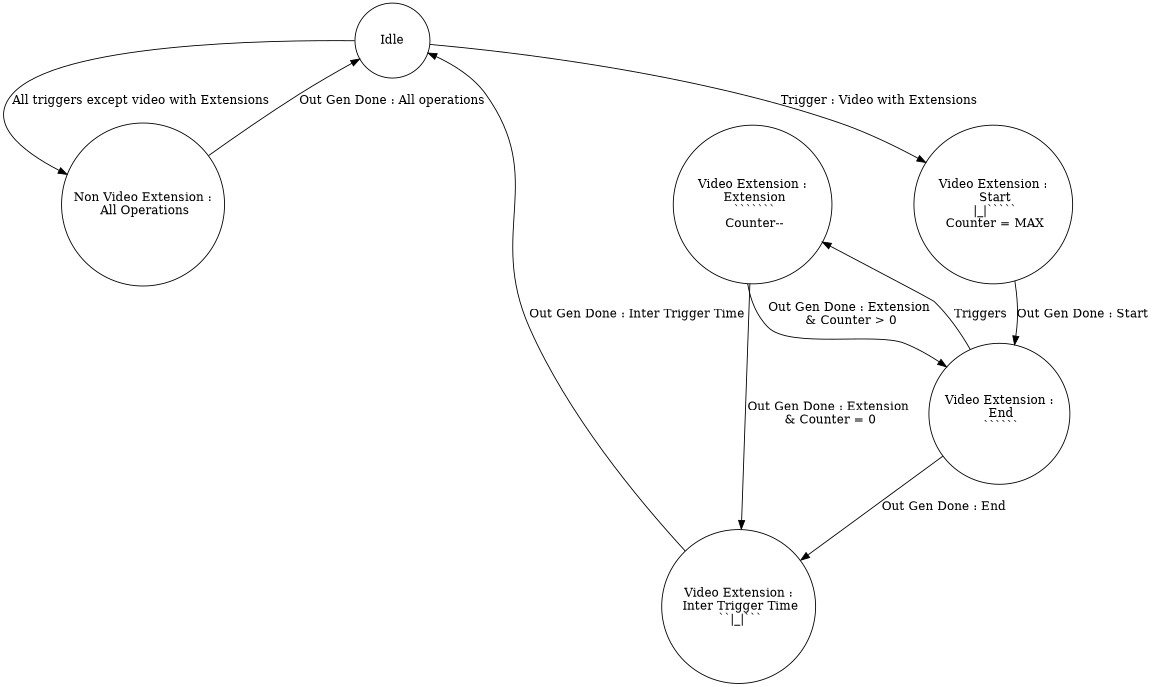 Idle
All triggers except video with Extensions
Out Gen Done : All operations
Trigger : Video with Extensions
Non Video Extension :
All Operations
Video Extension :
Extension
```````
Counter--
Video Extension :
Start
|_|`````
Counter = MAX
Out Gen Done : Inter Trigger Time
Out Gen Done : Extension
& Counter > 0
Triggers
Out Gen Done : Start
Out Gen Done : Extension
& Counter = 0
Video Extension :
End
``````
Out Gen Done : End
Video Extension :
Inter Trigger Time
``|_|```